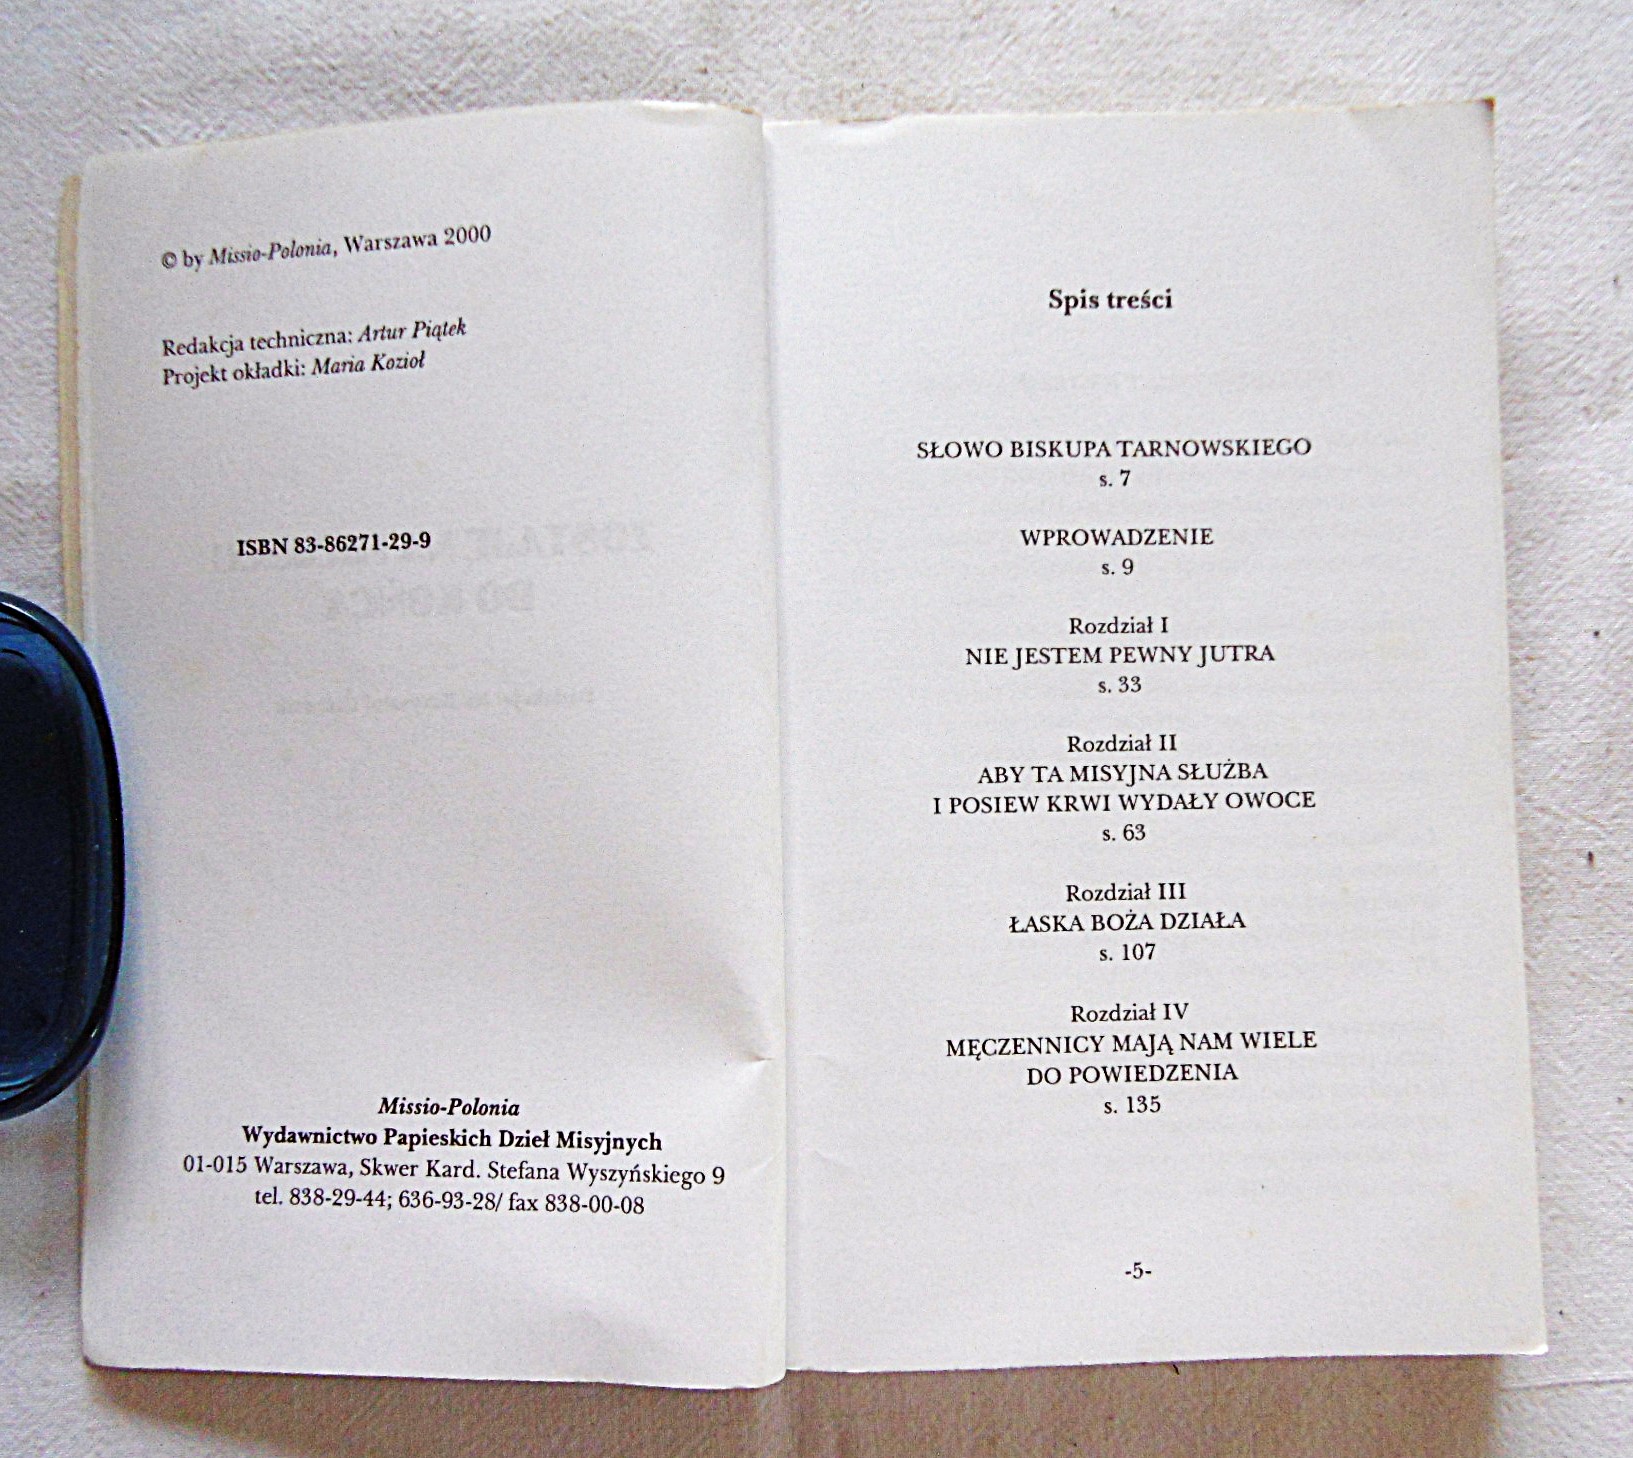 © by Missio-Polonia, Warszawa 2000
Redakcja techniczna: Artur Piątek
Projekt okładki: Maria Kozioł
ISBN 83-86271-29-9
Missio-Polonia
Wydawnictwo Papieskich Dzieł Misyjnych
01-015 Warszawa, Skwer Kard. Stefana Wyszyńskiego 9
tel. 838-29-44; 636-93-28/ fax 838-00-08
Spis treści
SŁOWO BISKUPA TARNOWSKIEGO
s. 7
WPROWADZENIE
s. 9
Rozdział I
NIE JESTEM PEWNY JUTRA
s. 33
Rozdział II
ABY TA MISYJNA SŁUŻBA
I POSIEW KRWI WYDAŁY OWOCE
s. 63
Rozdział III
ŁASKA BOŻA DZIAŁA
s. 107
Rozdział IV
MĘCZENNICY MAJĄ NAM WIELE
DO POWIEDZENIA
s. 135
-5-